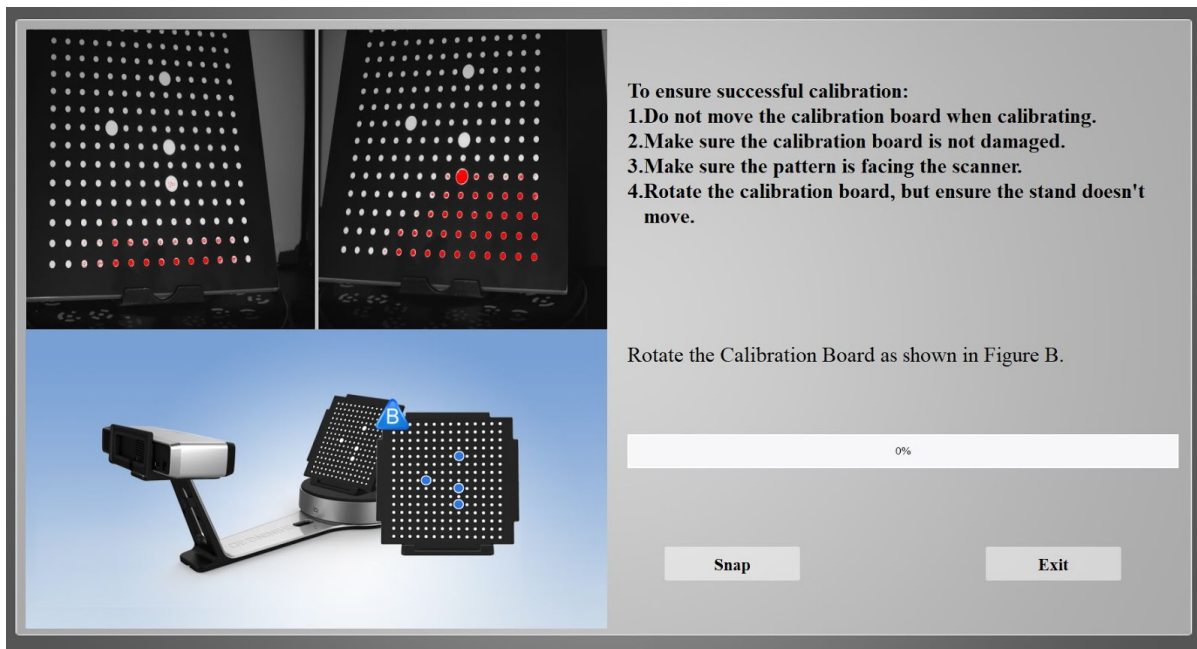 To ensure successful calibration:
1.Do not move the calibration board when calibrating.
2.Make sure the calibration board is not damaged.
3.Make sure the pattern is facing the scanner.
4.Rotate the calibration board, but ensure the stand doesn't
move.
Rotate the Calibration Board as shown in Figure B.
B
0%
Snap
Exit